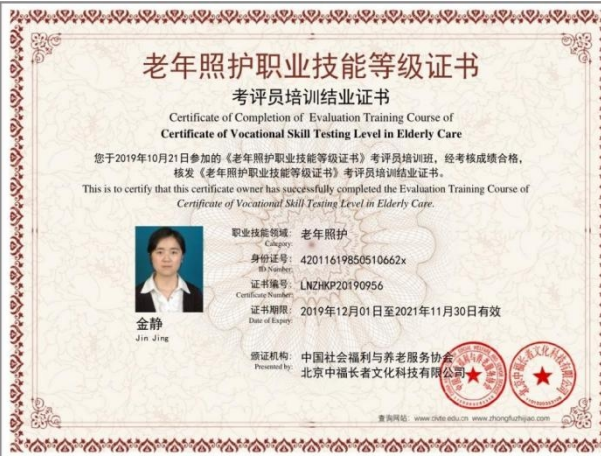 老年照护职业技能等级证书
考评员培训结业证书
Certificate of Completion of Evaluation Training Course of
Certificate of Vocational Skill Testing Level in Elderly Care
您于2019年10月21日参加的《老年照护职业技能等级证书》考评员培训班，经考核成绩合格，
核发《老年照护职业技能等级证书》考评员培训结业证书。
This is to certify that this certificate owner has successfully completed the Evaluation Training Course of
Certificate of Vocational Skill Testing Level in Elderly Care.
职业技能领域： 老年照护
Category:
身份证号： 42011619850510662x
ID Number:
证书编号： LNZHKP20190956
Certificate Number:
证书期限： 2019年12月01日至2021年11月30日有效
Date of Expiry:
金静
Jin Jing
颁证机构： 中国社会福利与养老服务协会
Presented by: 北京中福长者文化科技有限公司
查询网站： www.civte.edu.cn www.zhongfuzhijiao.com